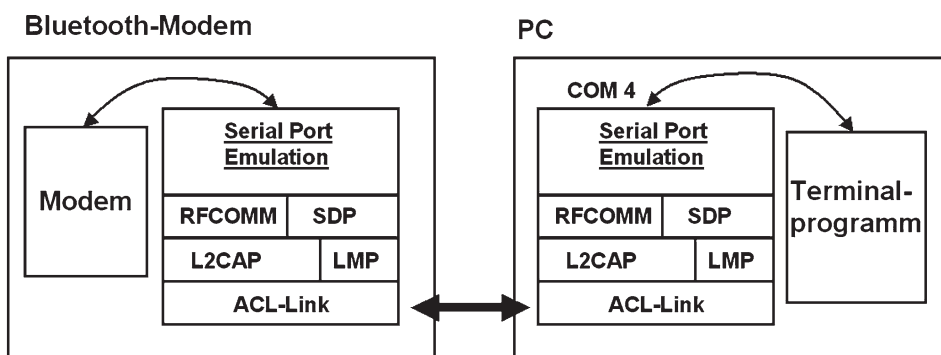 Bluetooth-Modem
Modem
Serial Port
Emulation
RFCOMM
SDP
L2CAP
LMP
ACL-Link
PC
COM 4
Serial Port
Emulation
RFCOMM
SDP
L2CAP
LMP
ACL-Link
Terminal-
programm